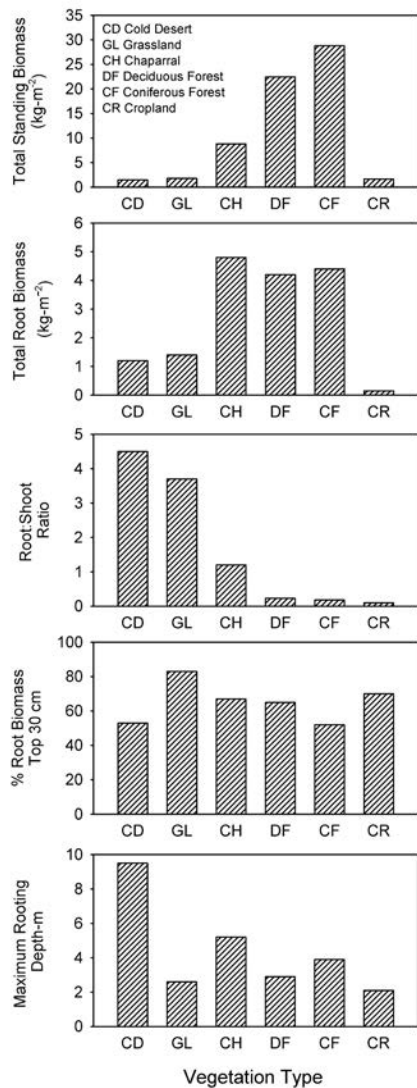 Total Standing Biomass
(kg-m⁻²)
35
30
25
20
15
10
5
0
CD Cold Desert
GL Grassland
CH Chaparral
DF Deciduous Forest
CF Coniferous Forest
CR Cropland
CD GL CH DF CF CR
Total Root Biomass
(kg-m⁻²)
6
5
4
3
2
1
0
CD GL CH DF CF CR
Root:Shoot
Ratio
5
4
3
2
1
0
CD GL CH DF CF CR
% Root Biomass
Top 30 cm
100
80
60
40
20
0
CD GL CH DF CF CR
Maximum Rooting
Depth-m
10
8
6
4
2
0
CD GL CH DF CF CR
Vegetation Type